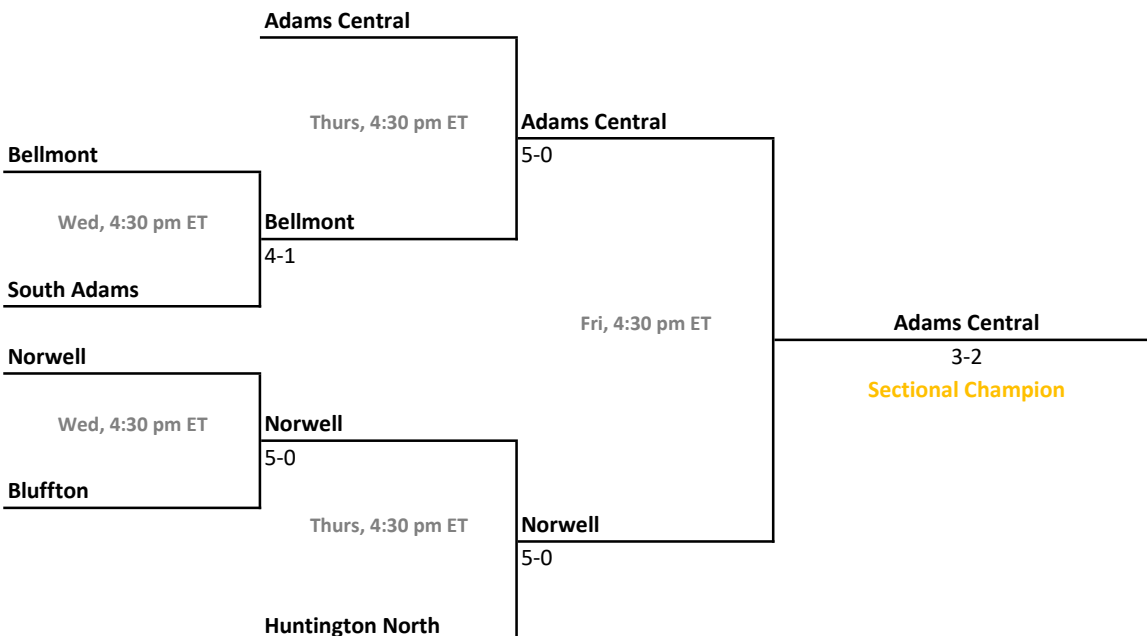 Adams Central
Thurs, 4:30 pm ET
Adams Central
5-0
Bellmont
Wed, 4:30 pm ET
Bellmont
4-1
South Adams
Fri, 4:30 pm ET
Adams Central
3-2
Sectional Champion
Norwell
Wed, 4:30 pm ET
Norwell
5-0
Bluffton
Thurs, 4:30 pm ET
Norwell
5-0
Huntington North